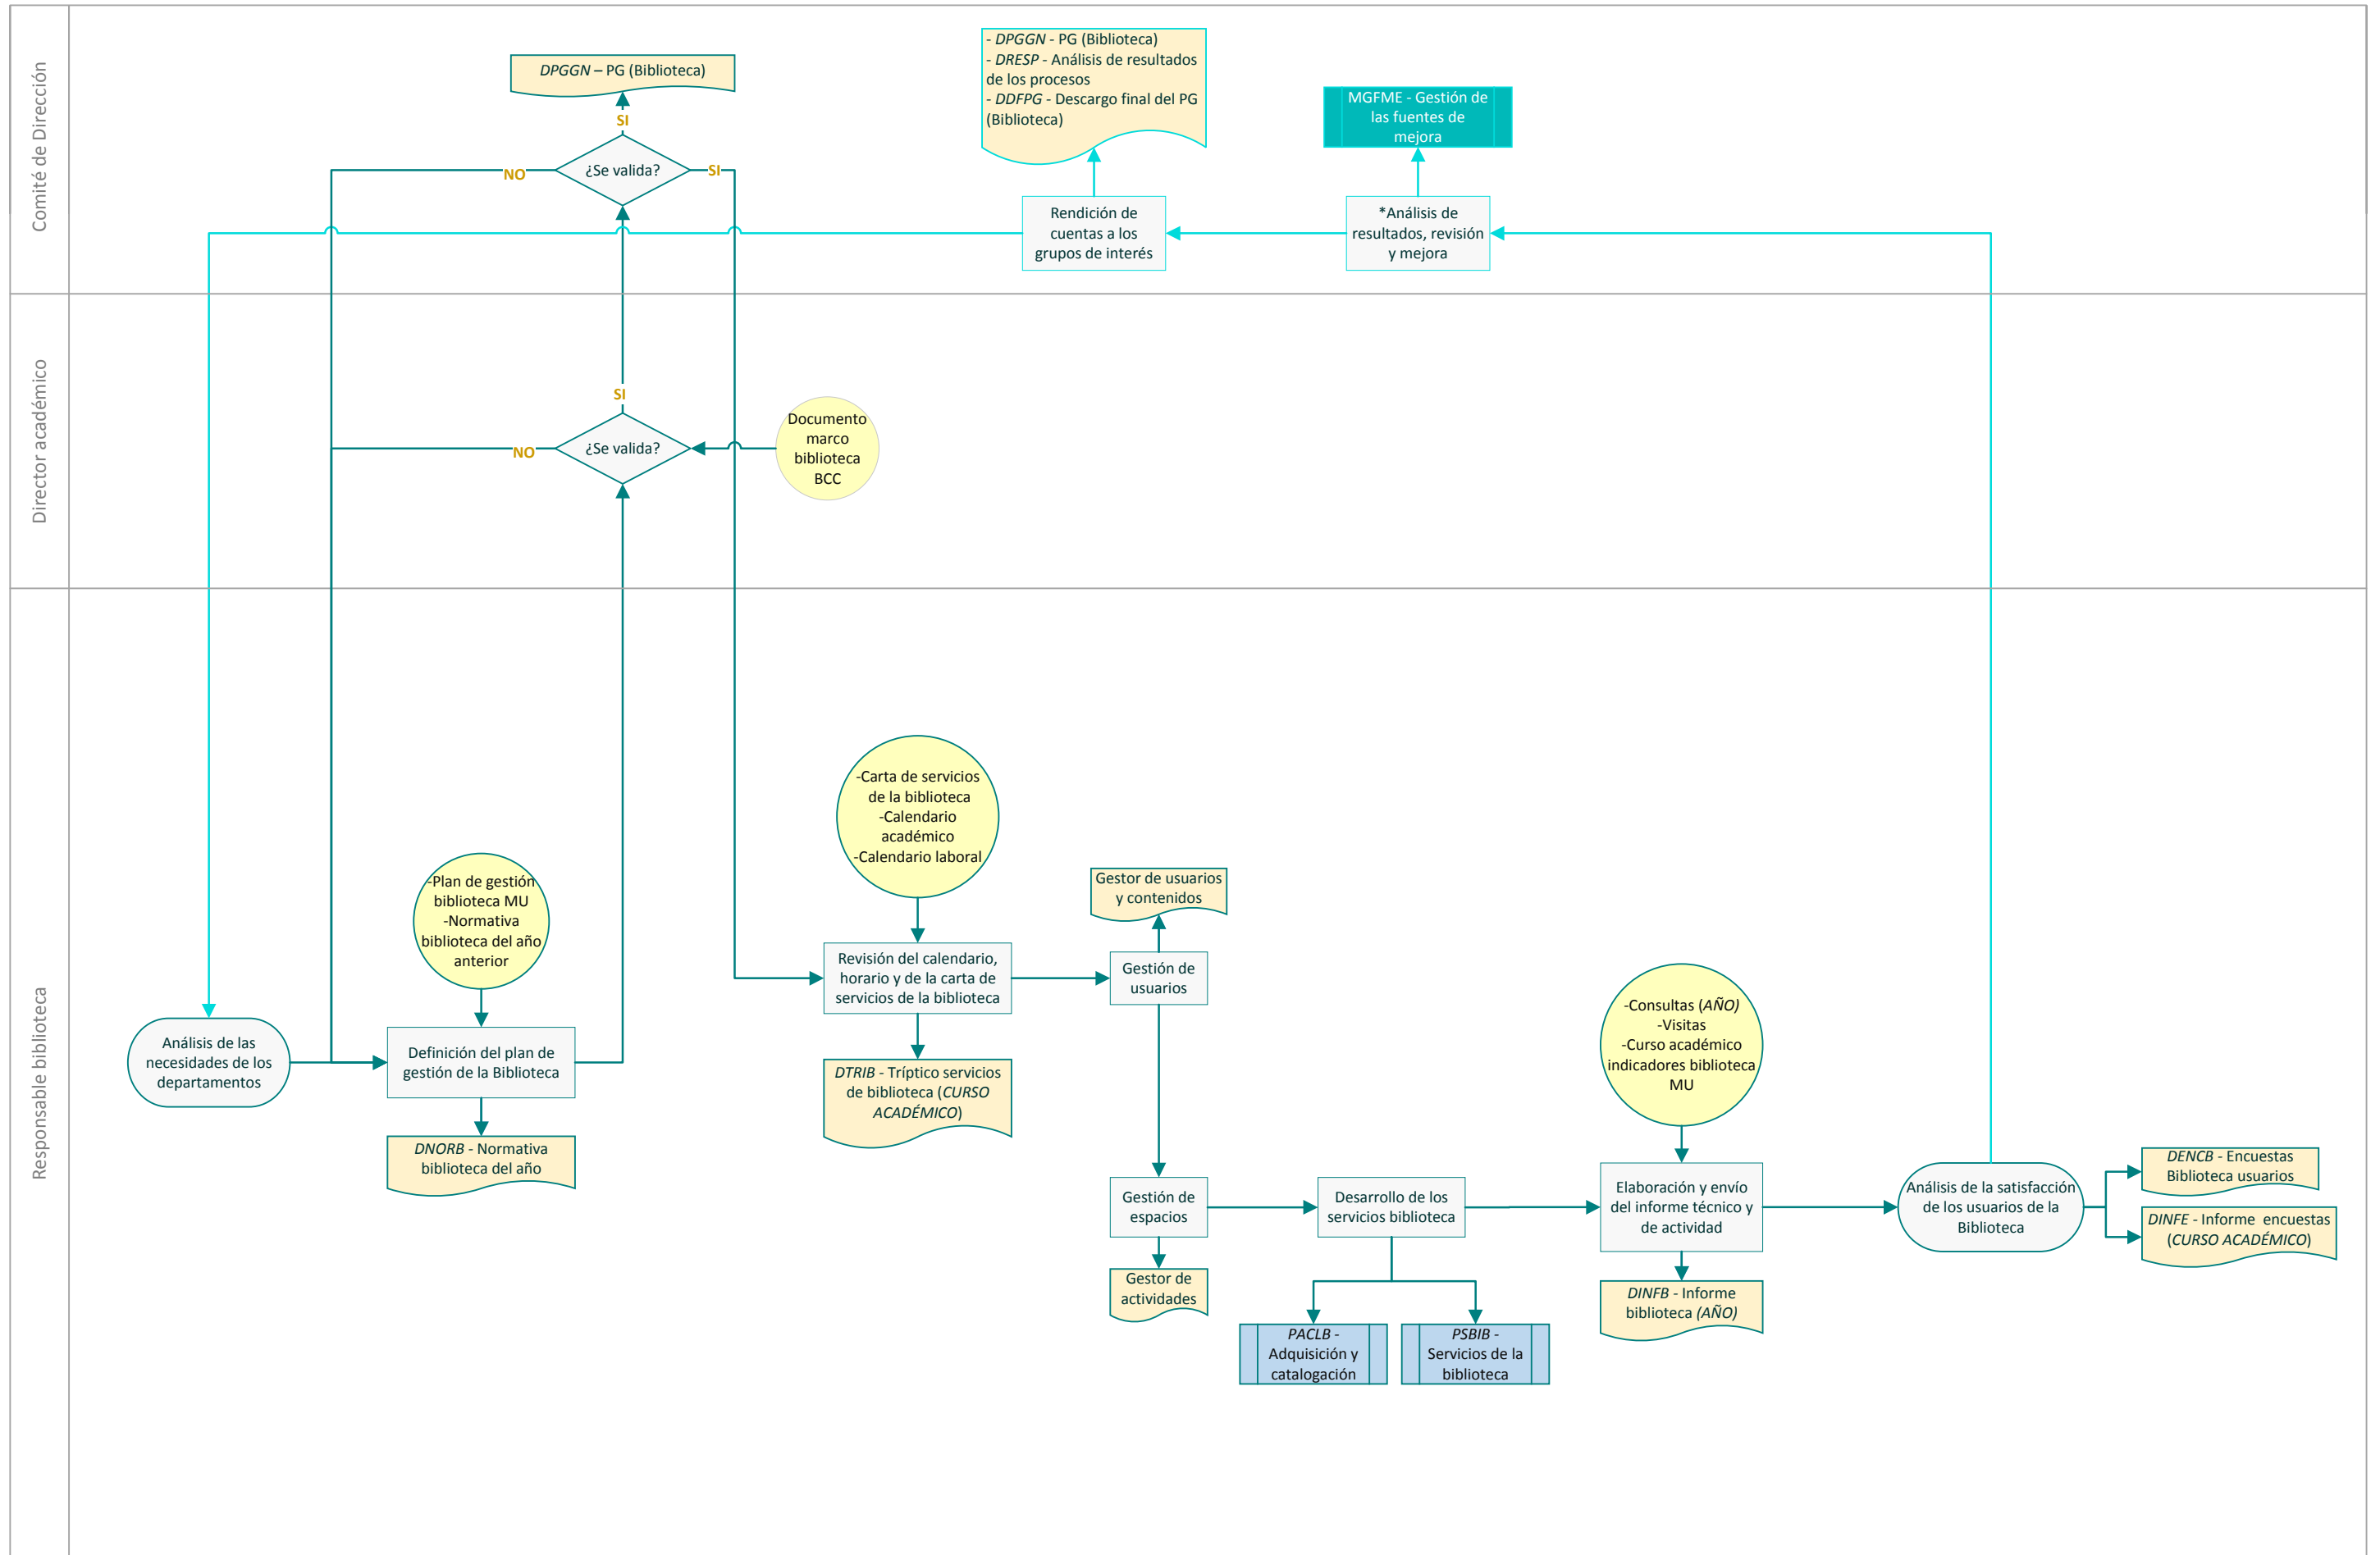 Comité de Dirección
DPGGN – PG (Biblioteca)
SI
¿Se valida?
NO
SI
- DPGGN - PG (Biblioteca)
- DRESP - Análisis de resultados
de los procesos
- DDFPG - Descargo final del PG
(Biblioteca)
MGFME - Gestión de
las fuentes de
mejora
Rendición de
cuentas a los
grupos de interés
*Análisis de
resultados, revisión
y mejora
Director académico
SI
¿Se valida?
NO
Documento
marco
biblioteca
BCC
Responsable biblioteca
Análisis de las
necesidades de los
departamentos
-Plan de gestión
biblioteca MU
-Normativa
biblioteca del año
anterior
Definición del plan de
gestión de la Biblioteca
DNORB - Normativa
biblioteca del año
-Carta de servicios
de la biblioteca
-Calendario
académico
-Calendario laboral
Revisión del calendario,
horario y de la carta de
servicios de la biblioteca
DTRIB - Tríptico servicios
de biblioteca (CURSO
ACADÉMICO)
Gestor de usuarios
y contenidos
Gestión de
usuarios
Gestión de
espacios
Gestor de
actividades
Desarrollo de los
servicios biblioteca
PACLB -
Adquisición y
catalogación
PSBIB -
Servicios de la
biblioteca
-Consultas (AÑO)
-Visitas
-Curso académico
indicadores biblioteca
MU
Elaboración y envío
del informe técnico y
de actividad
DINFB - Informe
biblioteca (AÑO)
Análisis de la satisfacción
de los usuarios de la
Biblioteca
DENCB - Encuestas
Biblioteca usuarios
DINFE - Informe encuestas
(CURSO ACADÉMICO)